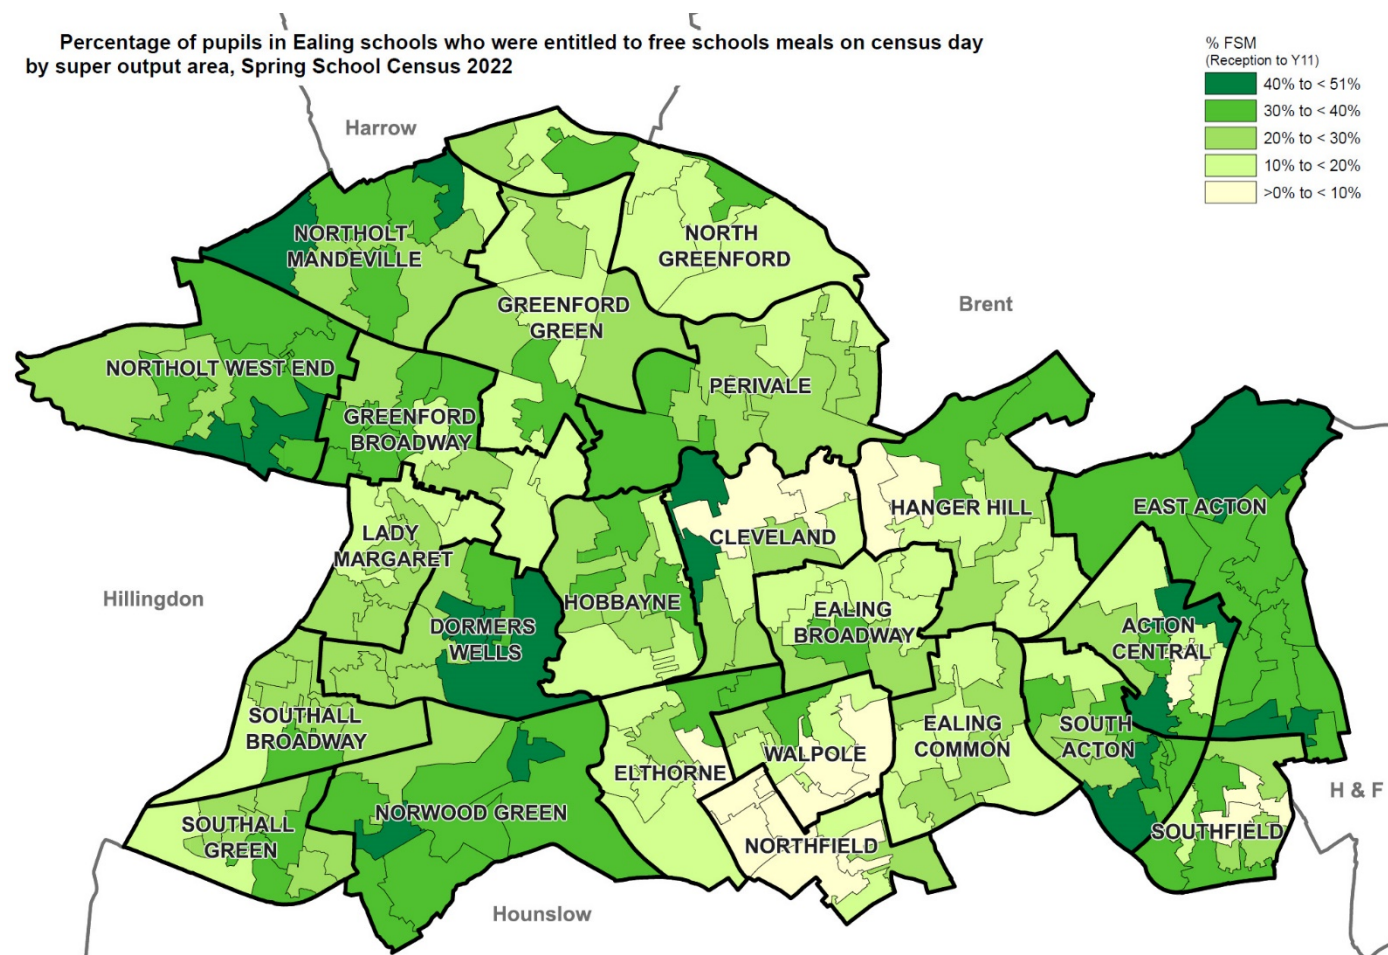 Percentage of pupils in Ealing schools who were entitled to free schools meals on census day
by super output area, Spring School Census 2022
% FSM
(Reception to Y11)
40% to < 51%
30% to < 40%
20% to < 30%
10% to < 20%
>0% to < 10%
Harrow
NORTHOLT
MANDEVILLE
NORTH
GREENFORD
GREENFORD
GREEN
Brent
NORTHOLT WEST END
PERIVALE
GREENFORD
BROADWAY
HANGER HILL
EAST ACTON
LADY
MARGARET
CLEVELAND
Hillingdon
HOBBAYNE
EALING
BROADWAY
DORMERS
WELLS
ACTON
CENTRAL
SOUTHALL
BROADWAY
EALING
COMMON
SOUTH
ACTON
ELTHORNE
WALPOLE
H & F
NORWOOD GREEN
SOUTHALL
GREEN
NORTHFIELD
SOUTHFIELD
Hounslow